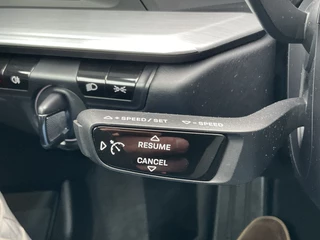 + SPEED / SET - SPEED
RESUME
CANCEL